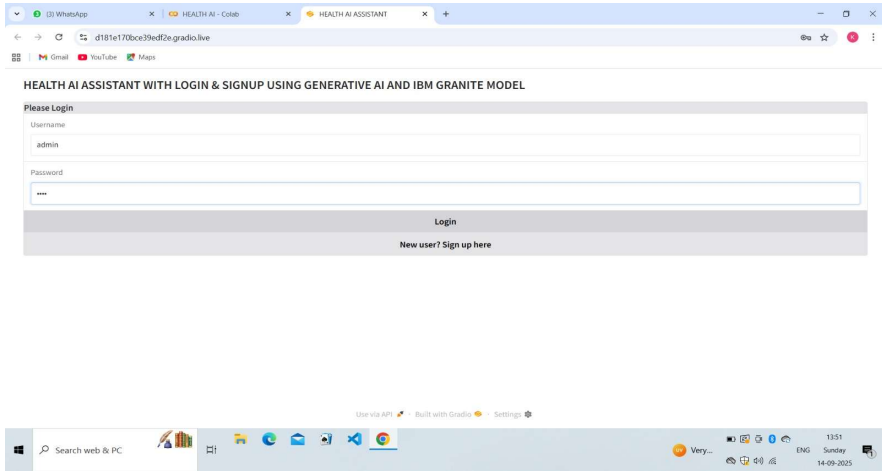 (3) WhatsApp
HEALTH AI - Colab
HEALTH AI ASSISTANT
d181e170bce39edf2e.gradio.live
K
Gmail
YouTube
Maps
HEALTH AI ASSISTANT WITH LOGIN & SIGNUP USING GENERATIVE AI AND IBM GRANITE MODEL
Please Login
Username
admin
Password
••••
Login
New user? Sign up here
Use via API · Built with Gradio · Settings
Search web & PC
Very...
ENG
13:51
Sunday
14-09-2025